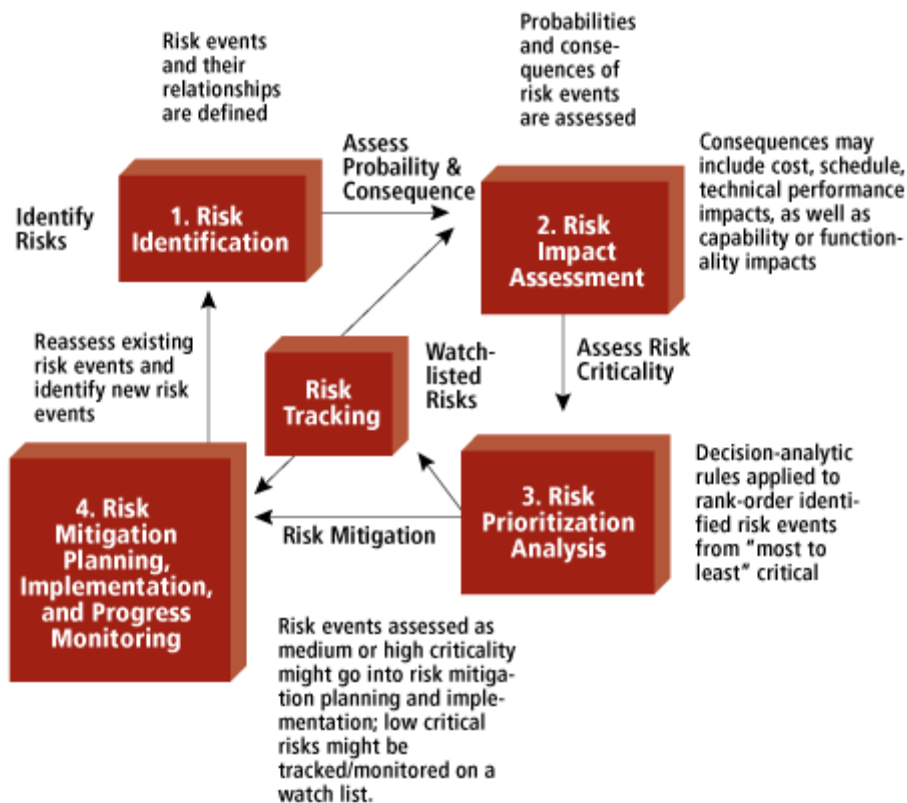 Risk events
and their
relationships
are defined
Probabilities
and conse-
quences of
risk events
are assessed
Identify
Risks
1. Risk
Identification
Assess
Probaility &
Consequence
2. Risk
Impact
Assessment
Consequences may
include cost, schedule,
technical performance
impacts, as well as
capability or function-
ality impacts
Reassess existing
risk events and
identify new risk
events
Risk
Tracking
Watch-
listed
Risks
Assess Risk
Criticality
4. Risk
Mitigation
Planning,
Implementation,
and Progress
Monitoring
Risk Mitigation
3. Risk
Prioritization
Analysis
Decision-analytic
rules applied to
rank-order identi-
fied risk events
from "most to
least" critical
Risk events assessed as
medium or high criticality
might go into risk mitiga-
tion planning and imple-
mentation; low critical
risks might be
tracked/monitored on a
watch list.